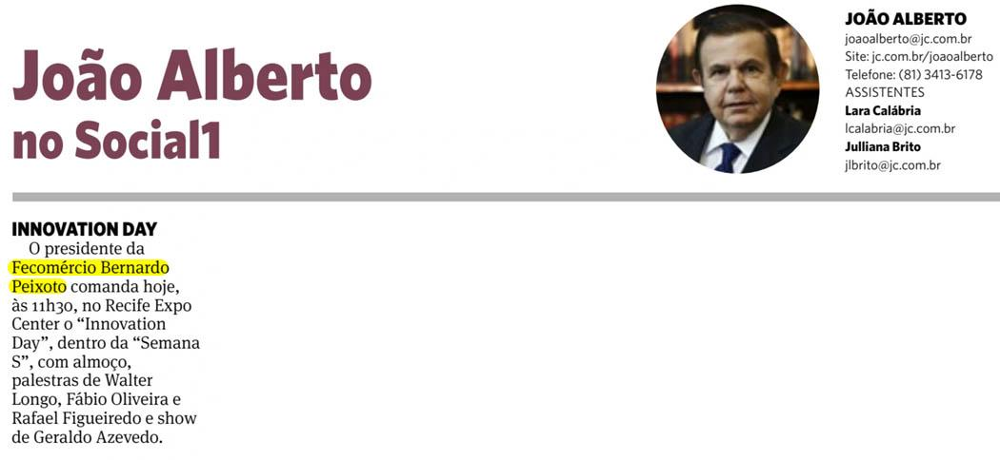 João Alberto
no Social1
JOÃO ALBERTO
joaoalberto@jc.com.br
Site: jc.com.br/joaoalberto
Telefone: (81) 3413-6178
ASSISTENTES
Lara Calábria
lcalabria@jc.com.br
Julliana Brito
jlbrito@jc.com.br
INNOVATION DAY
O presidente da
Fecomércio Bernardo
Peixoto comanda hoje,
às 11h30, no Recife Expo
Center o “Innovation
Day”, dentro da “Semana
S”, com almoço,
palestras de Walter
Longo, Fábio Oliveira e
Rafael Figueiredo e show
de Geraldo Azevedo.